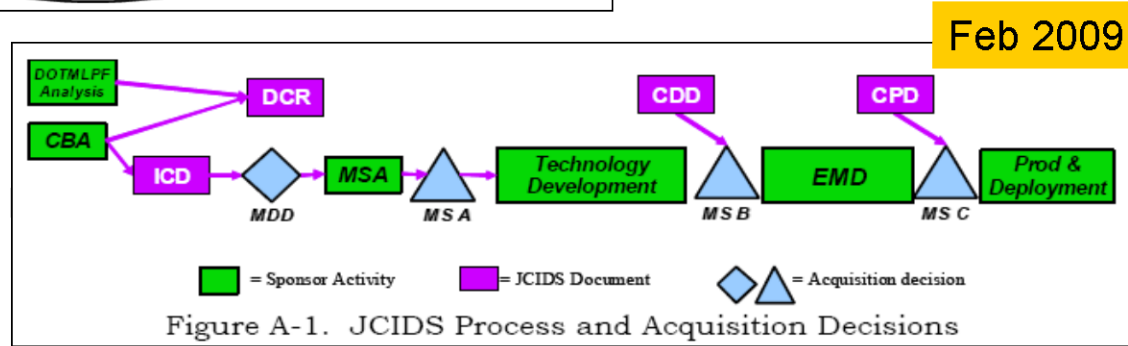 Feb 2009
DOTMLPF
Analysis
DCR
CDD
CPD
CBA
ICD
MSA
Technology
Development
EMD
Prod &
Deployment
MDD
MS A
MS B
MS C
= Sponsor Activity
= JCIDS Document
= Acquisition decision
Figure A-1. JCIDS Process and Acquisition Decisions